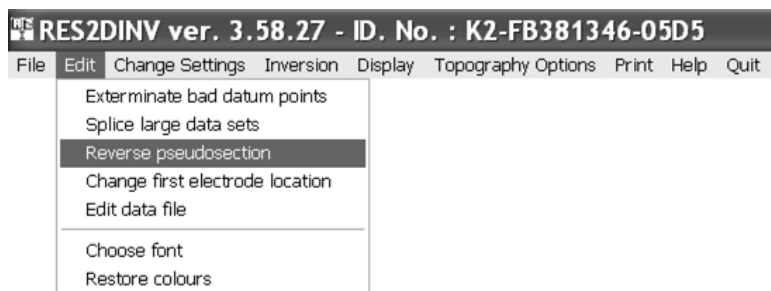 RES2DINV ver. 3.58.27 - ID. No. : K2-FB381346-05D5
File Edit Change Settings Inversion Display Topography Options Print Help Quit
Exterminate bad datum points
Splice large data sets
Reverse pseudosection
Change first electrode location
Edit data file
Choose font
Restore colours